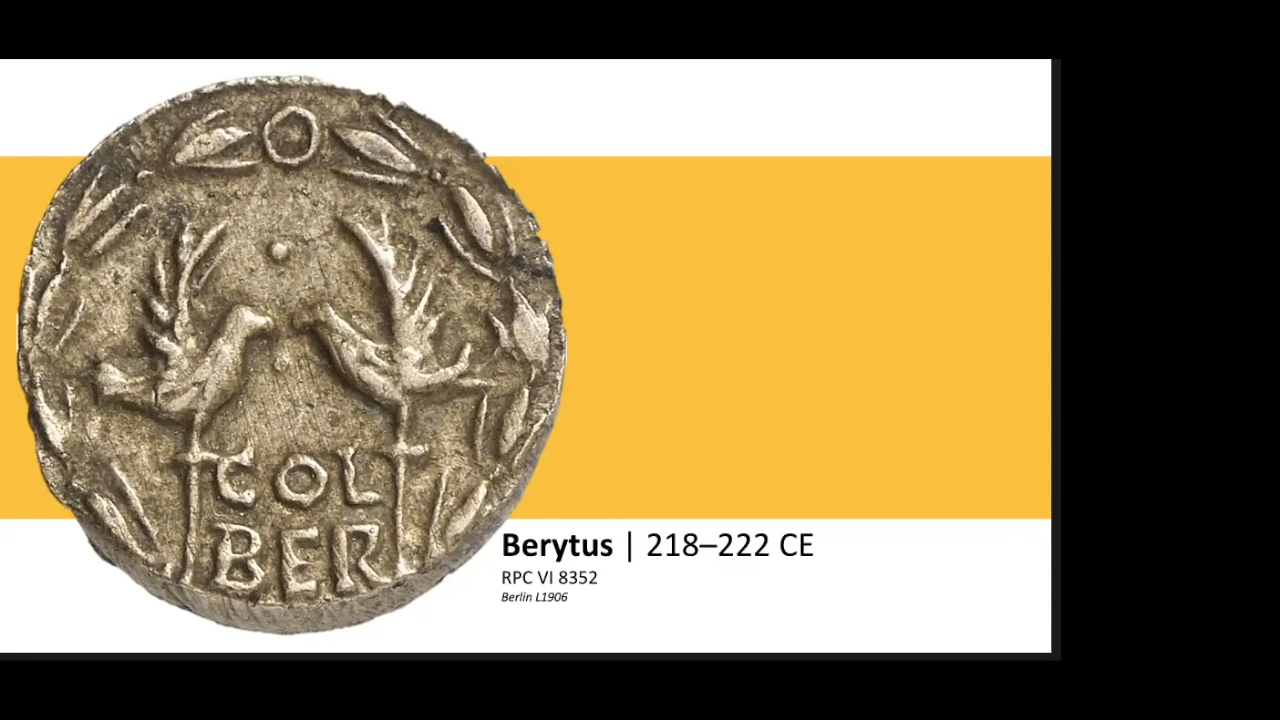 COL
BER
Berytus | 218–222 CE
RPC VI 8352
Berlin L1906